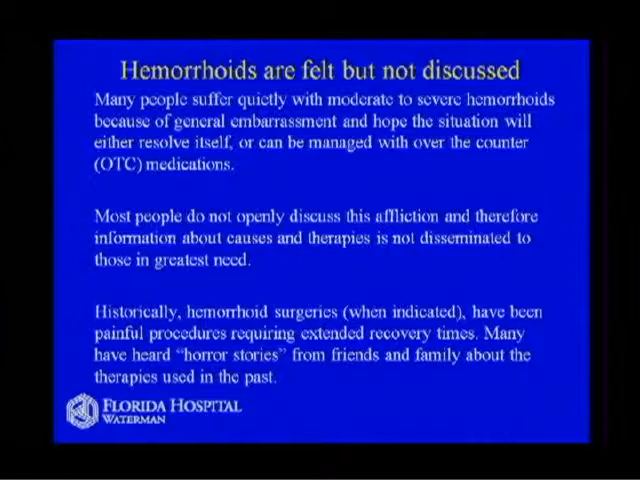 Hemorrhoids are felt but not discussed
Many people suffer quietly with moderate to severe hemorrhoids
because of general embarrassment and hope the situation will
either resolve itself, or can be managed with over the counter
(OTC) medications.
Most people do not openly discuss this affliction and therefore
information about causes and therapies is not disseminated to
those in greatest need.
Historically, hemorrhoid surgeries (when indicated), have been
painful procedures requiring extended recovery times. Many
have heard “horror stories” from friends and family about the
therapies used in the past.
FLORIDA HOSPITAL
WATERMAN